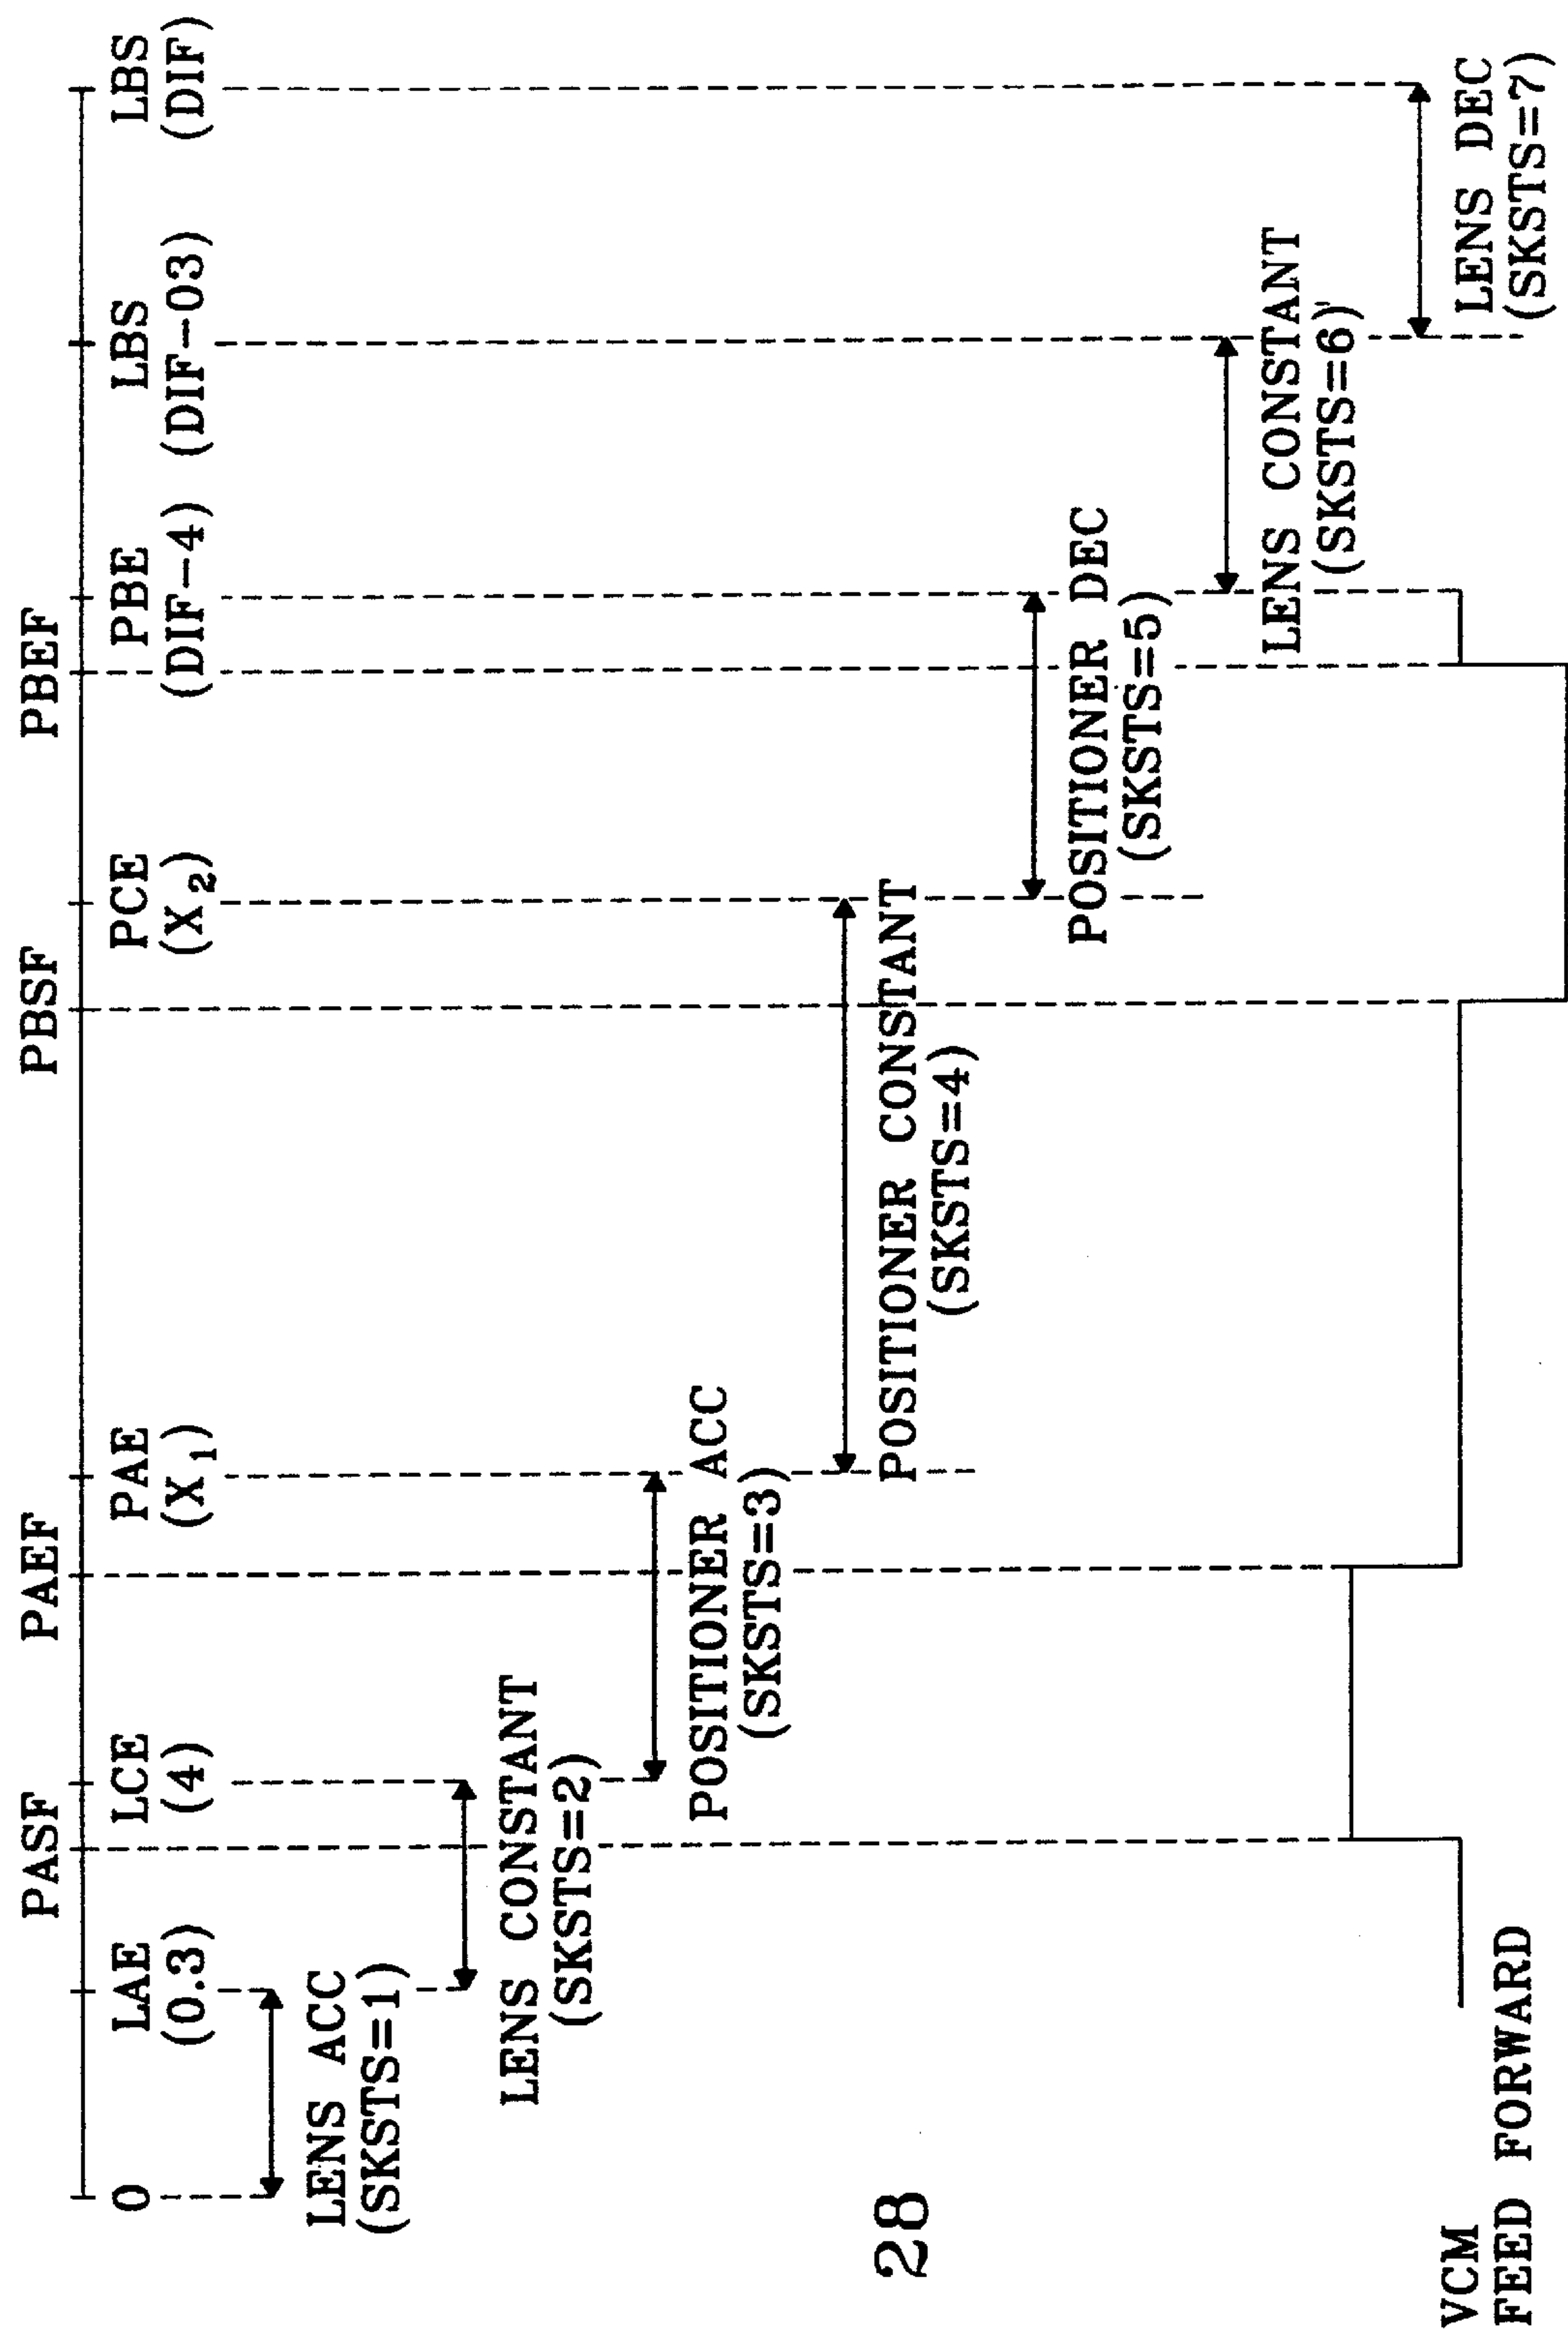 PASF
PAEF
PBSF
PBEF
0
LAE
(0.3)
LCE
(4)
PAE
(X1)
PCE
(X2)
PBE
(DIF-4)
LBS
(DIF-03)
LBS
(DIF)
LENS ACC
(SKSTS=1)
LENS CONSTANT
(SKSTS=2)
POSITIONER ACC
(SKSTS=3)
POSITIONER CONSTANT
(SKSTS=4)
POSITIONER DEC
(SKSTS=5)
LENS CONSTANT
(SKSTS=6)
LENS DEC
(SKSTS=7)
28
VCM
FEED FORWARD